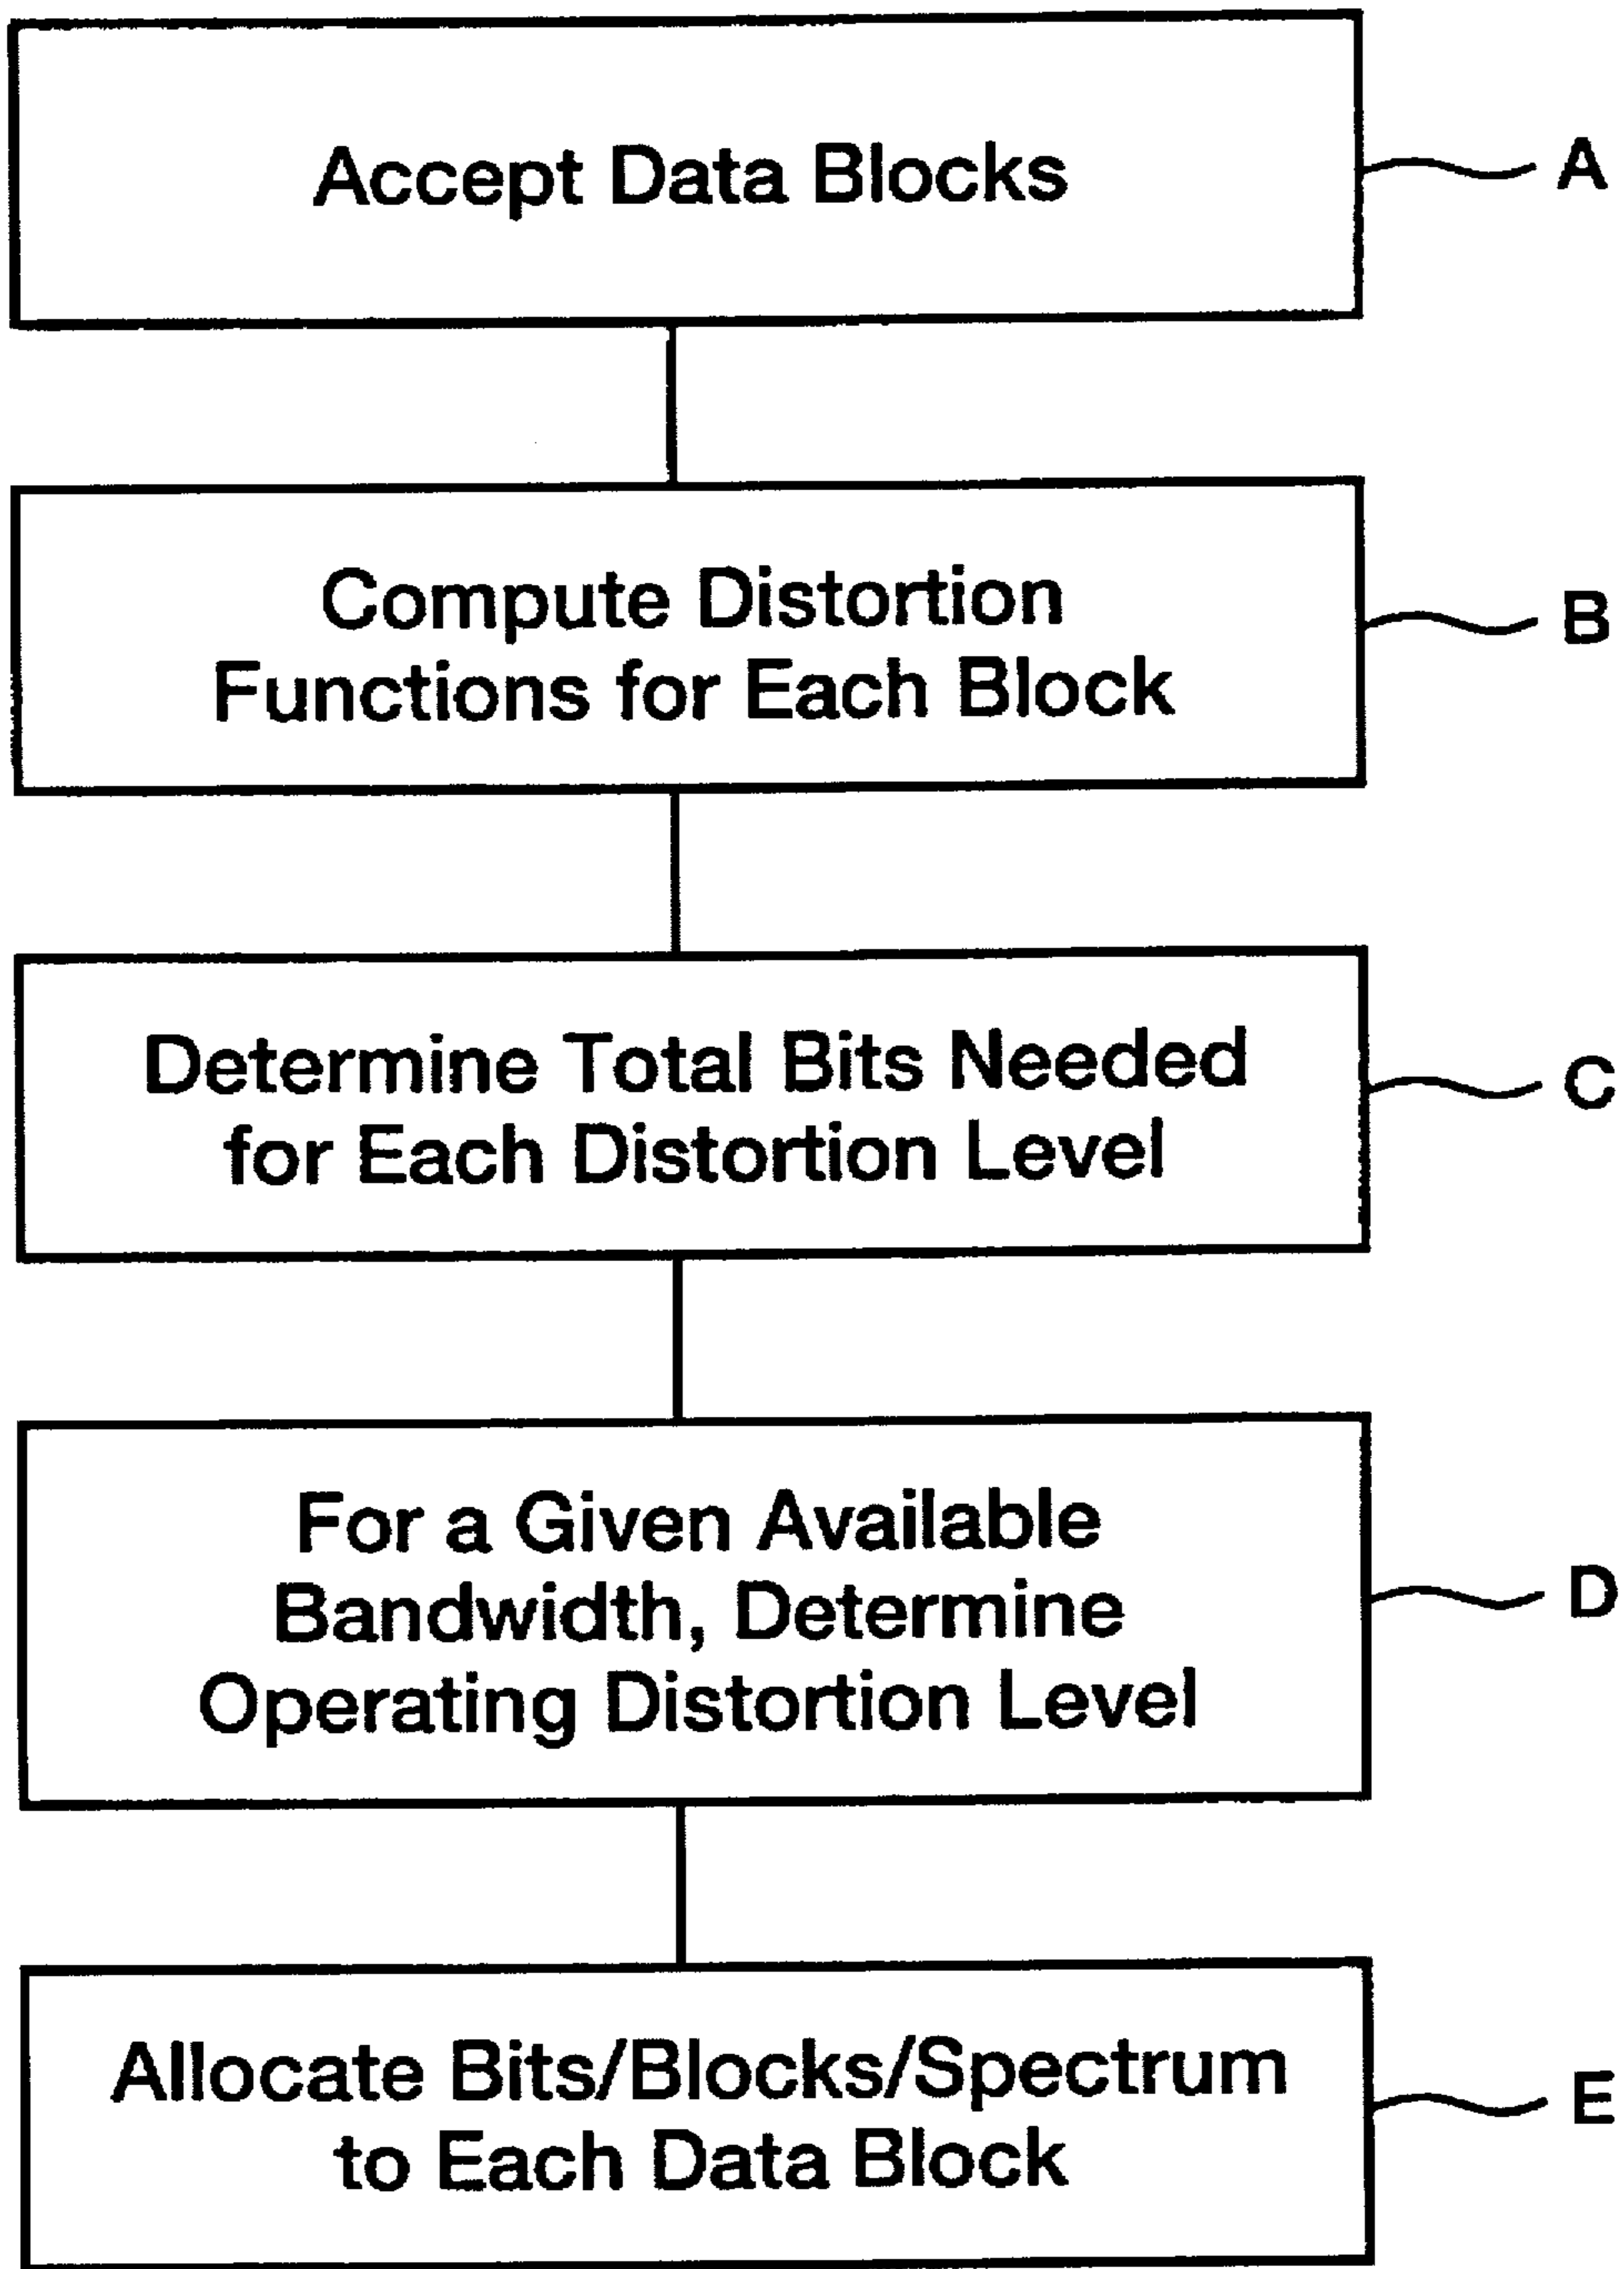 Accept Data Blocks
A
Compute Distortion
Functions for Each Block
B
Determine Total Bits Needed
for Each Distortion Level
C
For a Given Available
Bandwidth, Determine
Operating Distortion Level
D
Allocate Bits/Blocks/Spectrum
to Each Data Block
E